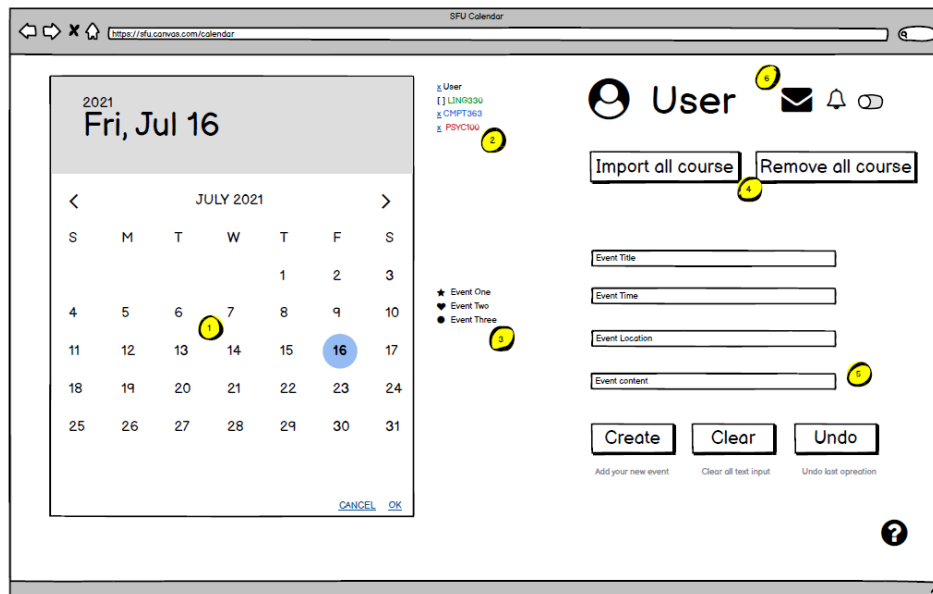 SFU Calendar
https://sfu.canvas.com/calendar
2021
Fri, Jul 16
JULY 2021
S M T W T F S
1 2 3
4 5 6 7 8 9 10
11 12 13 14 15 16 17
18 19 20 21 22 23 24
25 26 27 28 29 30 31
CANCEL OK
1
x User
[ ] LING330
x CMPT363
x PSYC100
2
Event One
Event Two
Event Three
3
User
6
Import all course Remove all course
4
Event Title
Event Time
Event Location
Event content
5
Create Clear Undo
Add your new event Clear all text input Undo last opreation
?